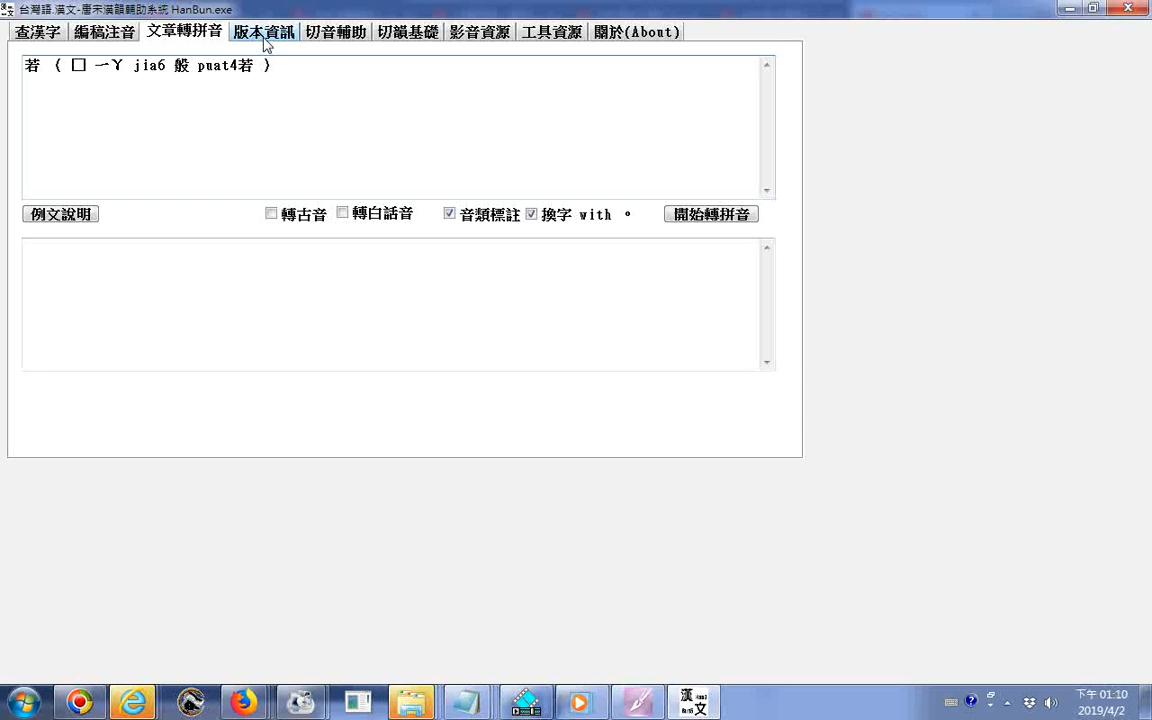 台灣語.漢文-唐宋漢韻輔助系統 HanBun.exe
查漢字 編稿注音 文章轉拼音 版本資訊 切音輔助 切韻基礎 影音資源 工具資源 關於(About)
若 ( 囗 ㄧㄚ jia6 般 puat4若 )
例文說明 轉古音 轉白話音 音類標註 換字 with 。 開始轉拼音
漢 文
下午 01:10
2019/4/2